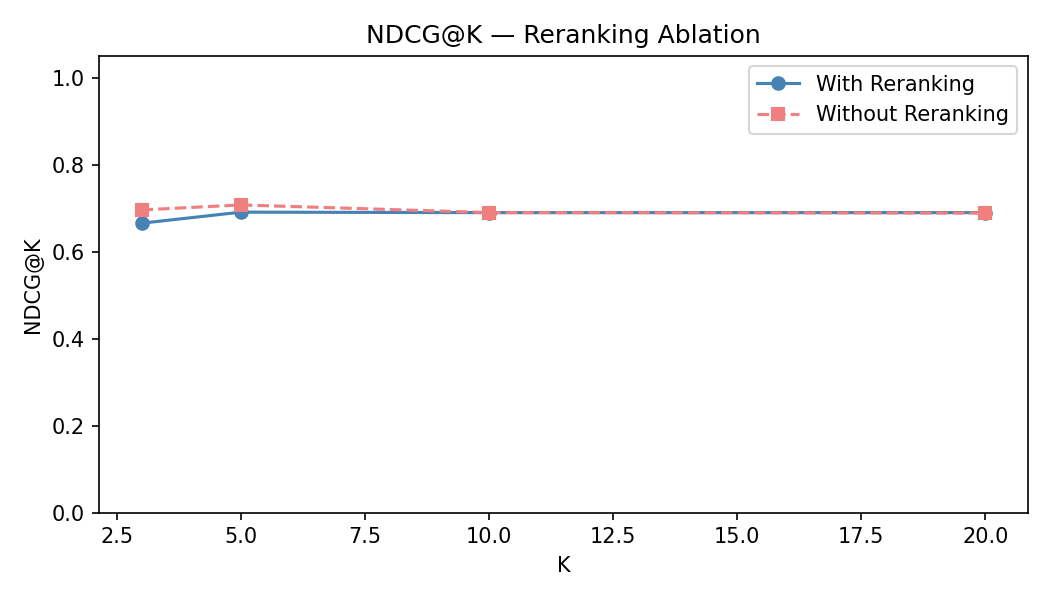 NDCG@K — Reranking Ablation
With Reranking
Without Reranking
NDCG@K
1.0
0.8
0.6
0.4
0.2
0.0
2.5 5.0 7.5 10.0 12.5 15.0 17.5 20.0
K